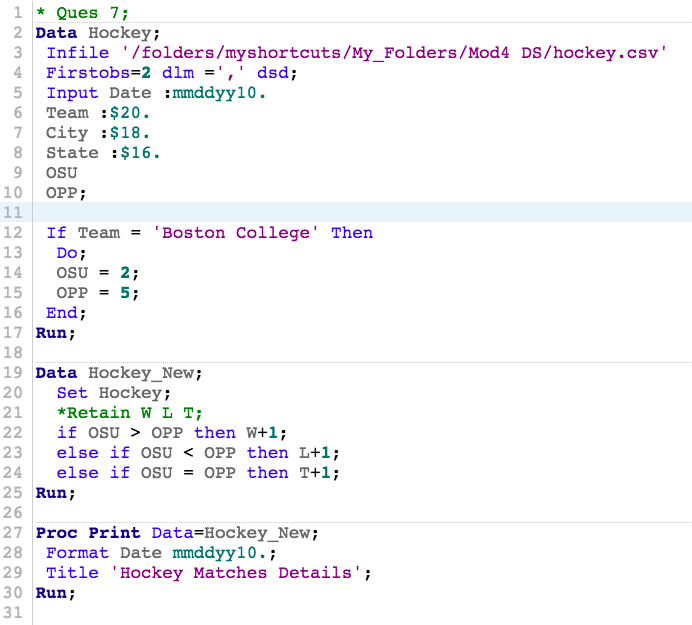 1 * Ques 7;
2 Data Hockey;
3 Infile '/folders/myshortcuts/My_Folders/Mod4 DS/hockey.csv'
4 Firstobs=2 dlm =',' dsd;
5 Input Date :mmddyy10.
6 Team :$20.
7 City :$18.
8 State :$16.
9 OSU
10 OPP;
11
12 If Team = 'Boston College' Then
13 Do;
14 OSU = 2;
15 OPP = 5;
16 End;
17 Run;
18
19 Data Hockey_New;
20 Set Hockey;
21 *Retain W L T;
22 if OSU > OPP then W+1;
23 else if OSU < OPP then L+1;
24 else if OSU = OPP then T+1;
25 Run;
26
27 Proc Print Data=Hockey_New;
28 Format Date mmddyy10.;
29 Title 'Hockey Matches Details';
30 Run;
31